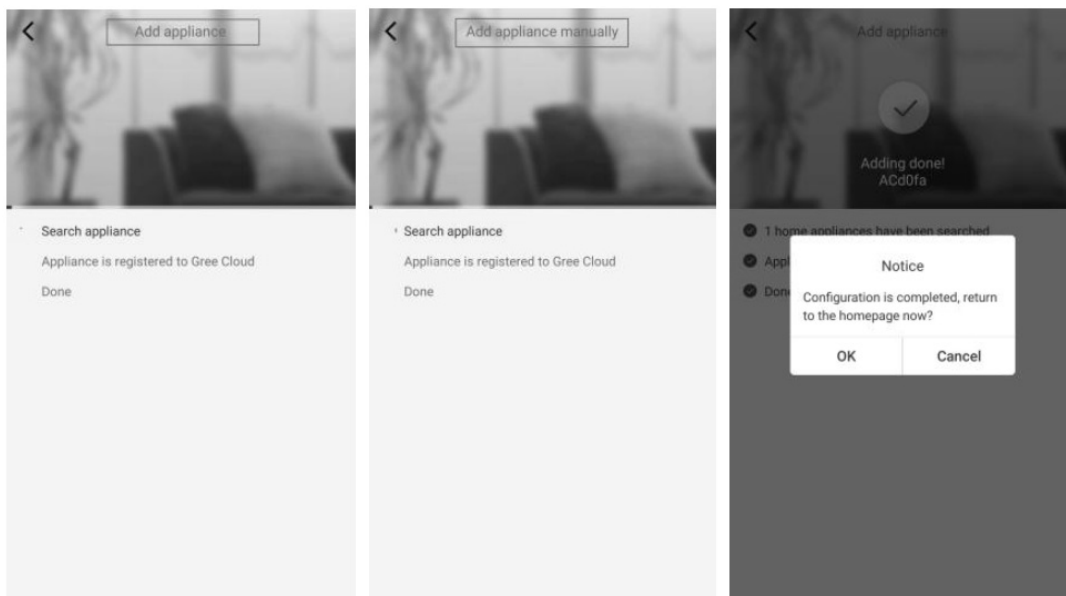 Add appliance
Search appliance
Appliance is registered to Gree Cloud
Done
Add appliance manually
Search appliance
Appliance is registered to Gree Cloud
Done
Add appliance
Adding done!
ACd0fa
1 home appliances have been searched
Appl
Don
Notice
Configuration is completed, return
to the homepage now?
OK
Cancel